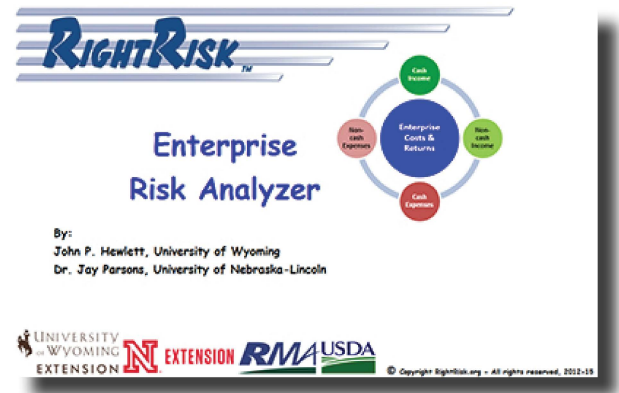 RIGHTRISK™
Enterprise
Risk Analyzer
Cash
Income
Non-
cash
Expenses
Enterprise
Costs &
Returns
Non-
cash
Income
Cash
Expenses
By:
John P. Hewlett, University of Wyoming
Dr. Jay Parsons, University of Nebraska-Lincoln
UNIVERSITY
OF WYOMING
EXTENSION
N
EXTENSION
RMA
USDA
© Copyright RightRisk.org - All rights reserved, 2012-15